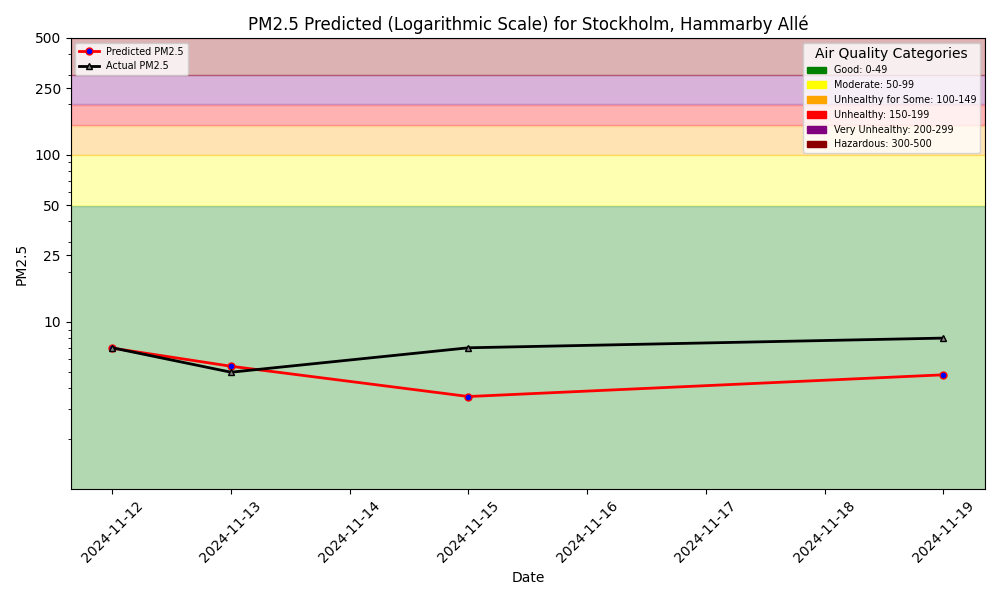 PM2.5 Predicted (Logarithmic Scale) for Stockholm, Hammarby Allé
Predicted PM2.5
Actual PM2.5
Air Quality Categories
Good: 0-49
Moderate: 50-99
Unhealthy for Some: 100-149
Unhealthy: 150-199
Very Unhealthy: 200-299
Hazardous: 300-500
PM2.5
500
250
100
50
25
10
2024-11-12
2024-11-13
2024-11-14
2024-11-15
2024-11-16
2024-11-17
2024-11-18
2024-11-19
Date